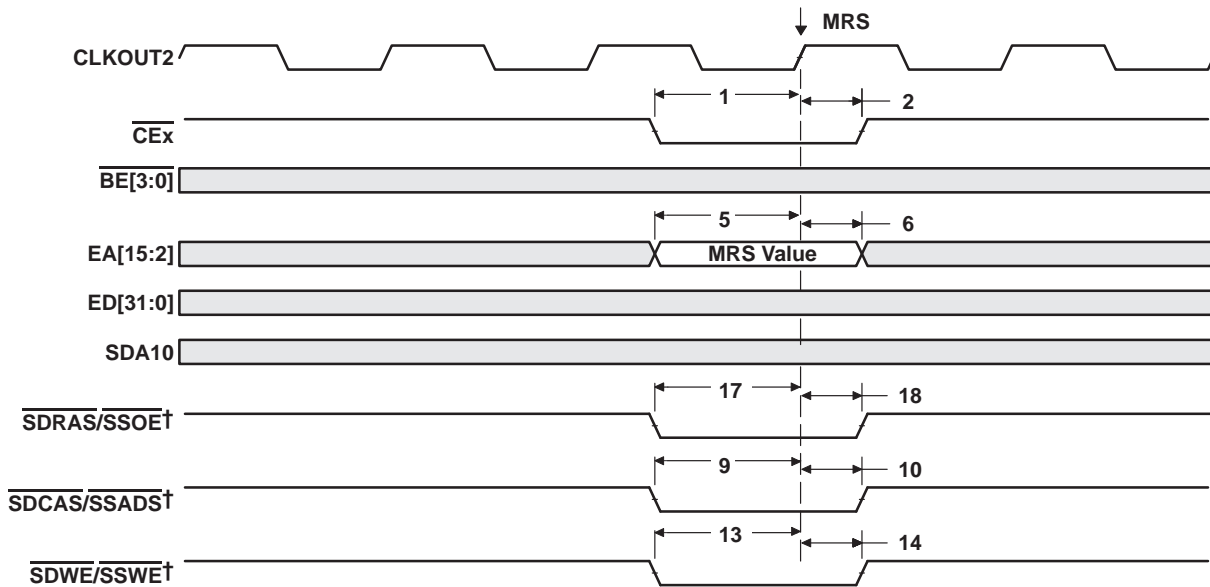 MRS
CLKOUT2
1
2
CEx
BE[3:0]
5
6
EA[15:2]
MRS Value
ED[31:0]
SDA10
17
18
SDRAS/SSOE†
9
10
SDCAS/SSADS†
13
14
SDWE/SSWE†